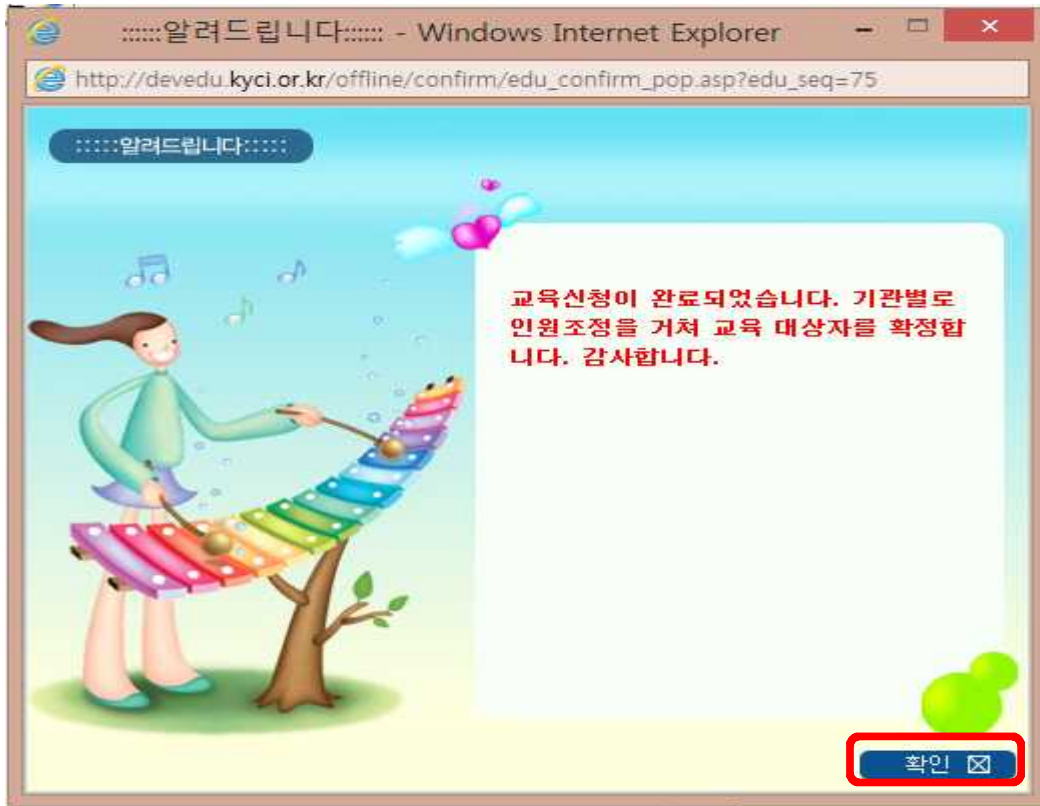 ::::::알려드립니다:::::: - Windows Internet Explorer
http://devedu.kyci.or.kr/offline/confirm/edu_confirm_pop.asp?edu_seq=75
:::::알려드립니다:::::
교육신청이 완료되었습니다. 기관별로
인원조정을 거쳐 교육 대상자를 확정합
니다. 감사합니다.
확인